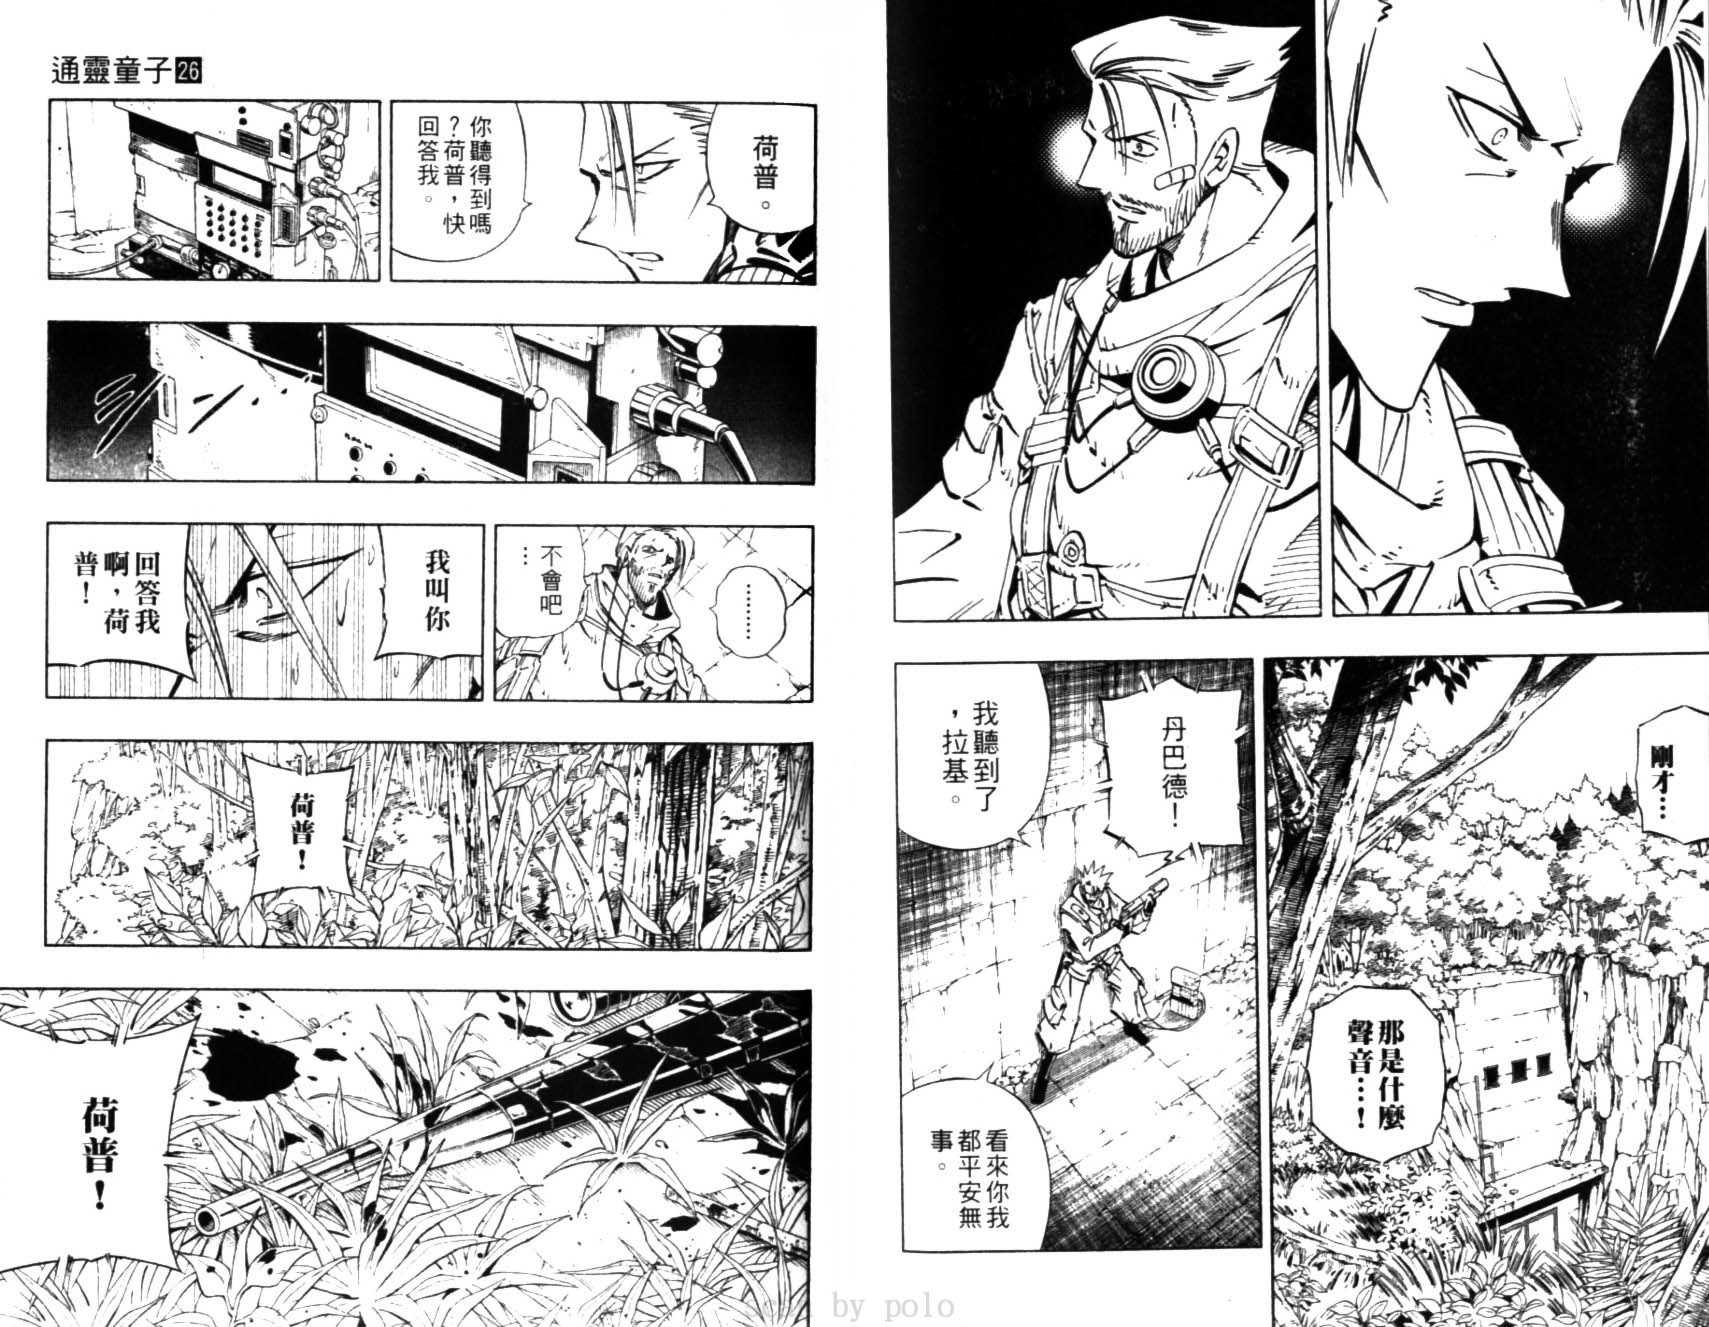 剛才…
那是什麼
聲音…！
丹巴德！
我聽到了
，拉基。
看來你我
都平安無
事。
通靈童子26
荷普。
你聽得到嗎
？荷普，快
回答我。
………
不會吧
…
我叫你
回答我
啊，荷
普！
荷普！
荷普！
by polo